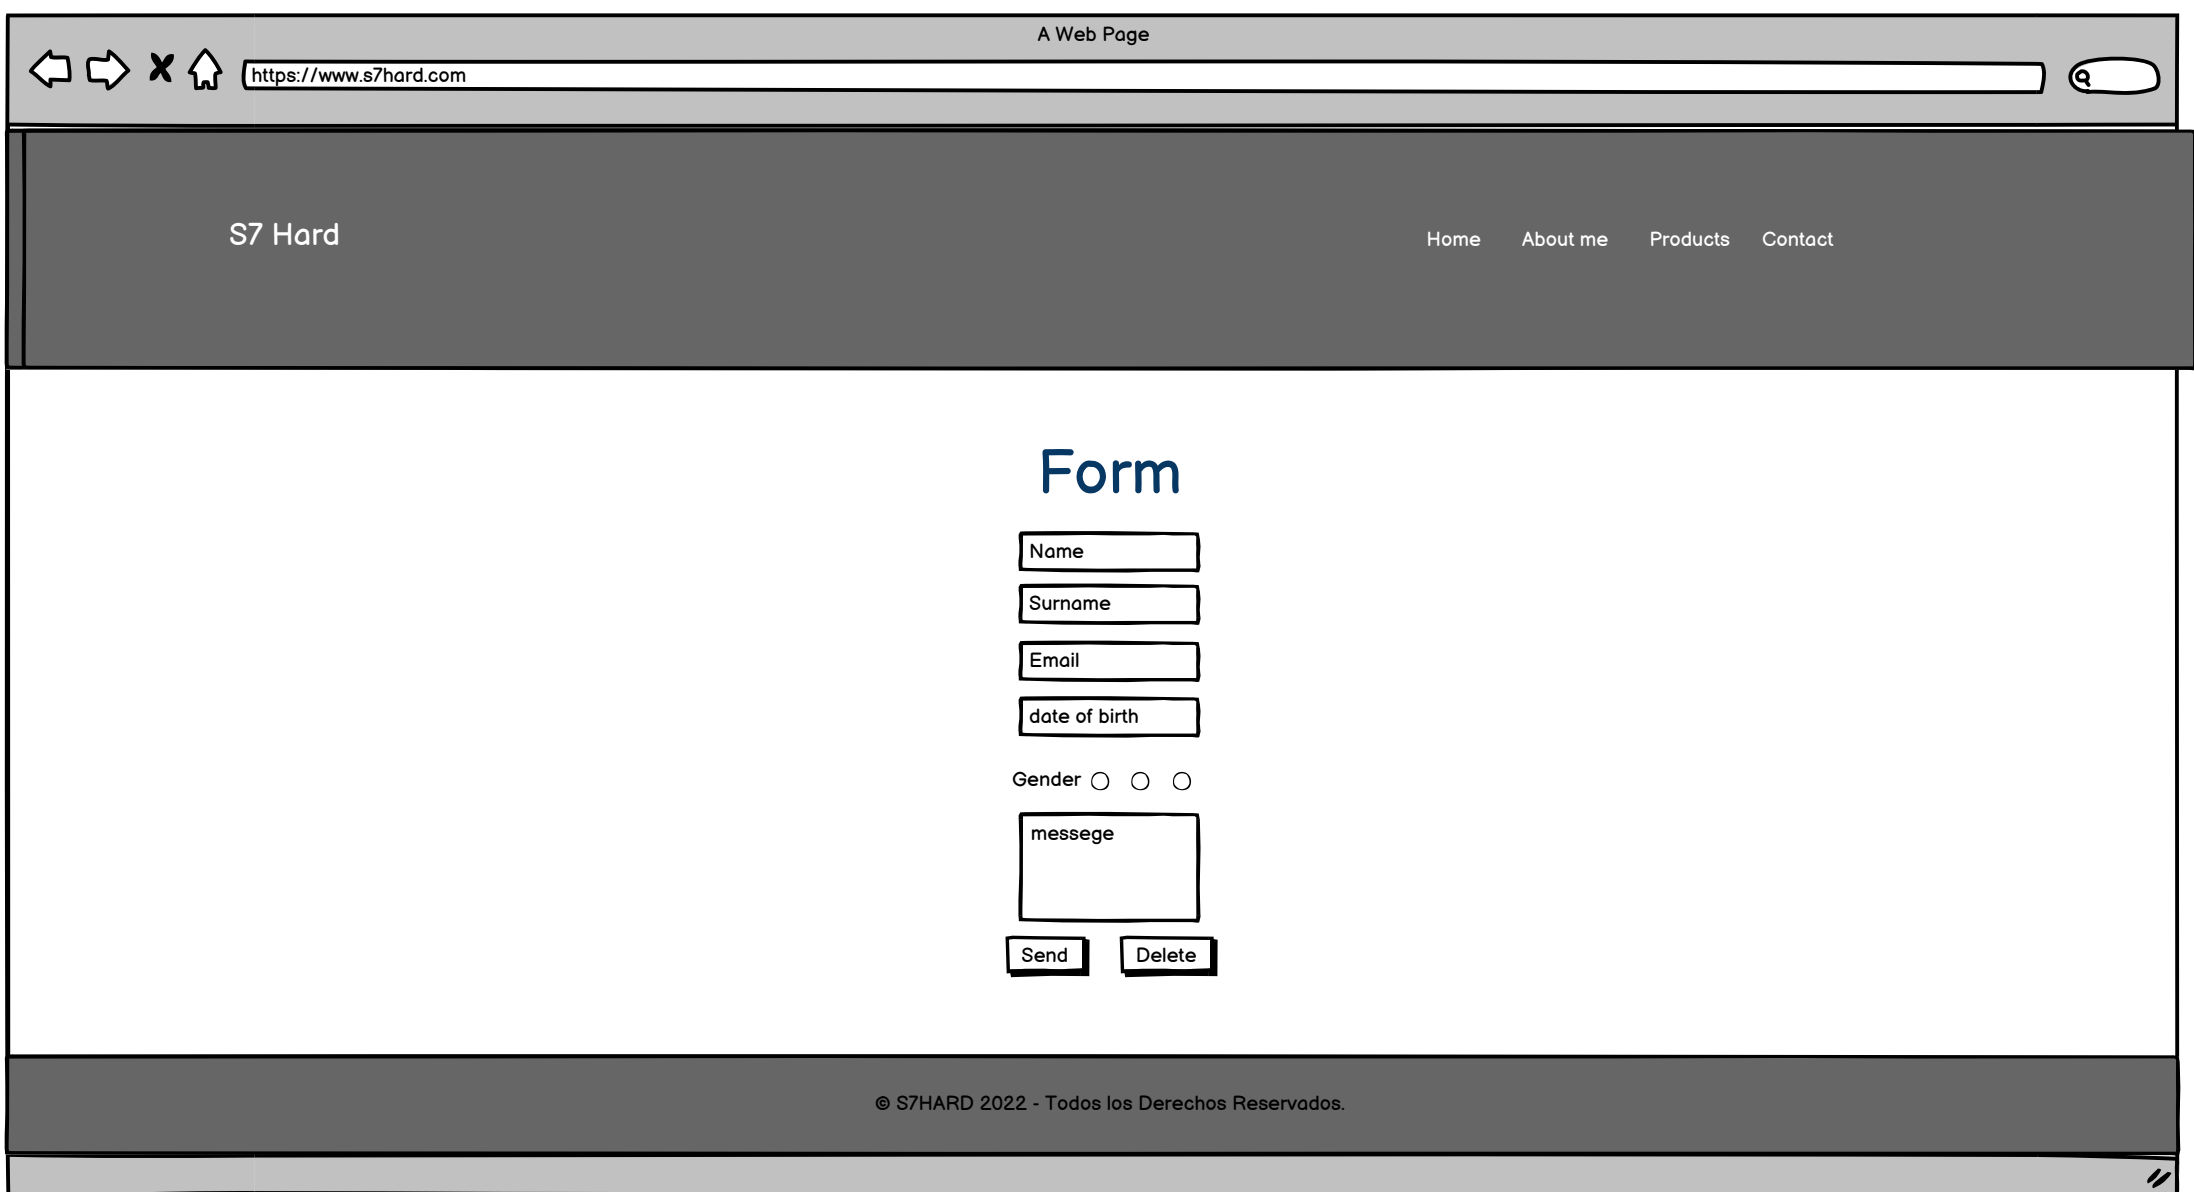 A Web Page
https://www.s7hard.com
S7 Hard
Home About me Products Contact
Form
Name
Surname
Email
date of birth
Gender
messege
Send Delete
© S7HARD 2022 - Todos los Derechos Reservados.